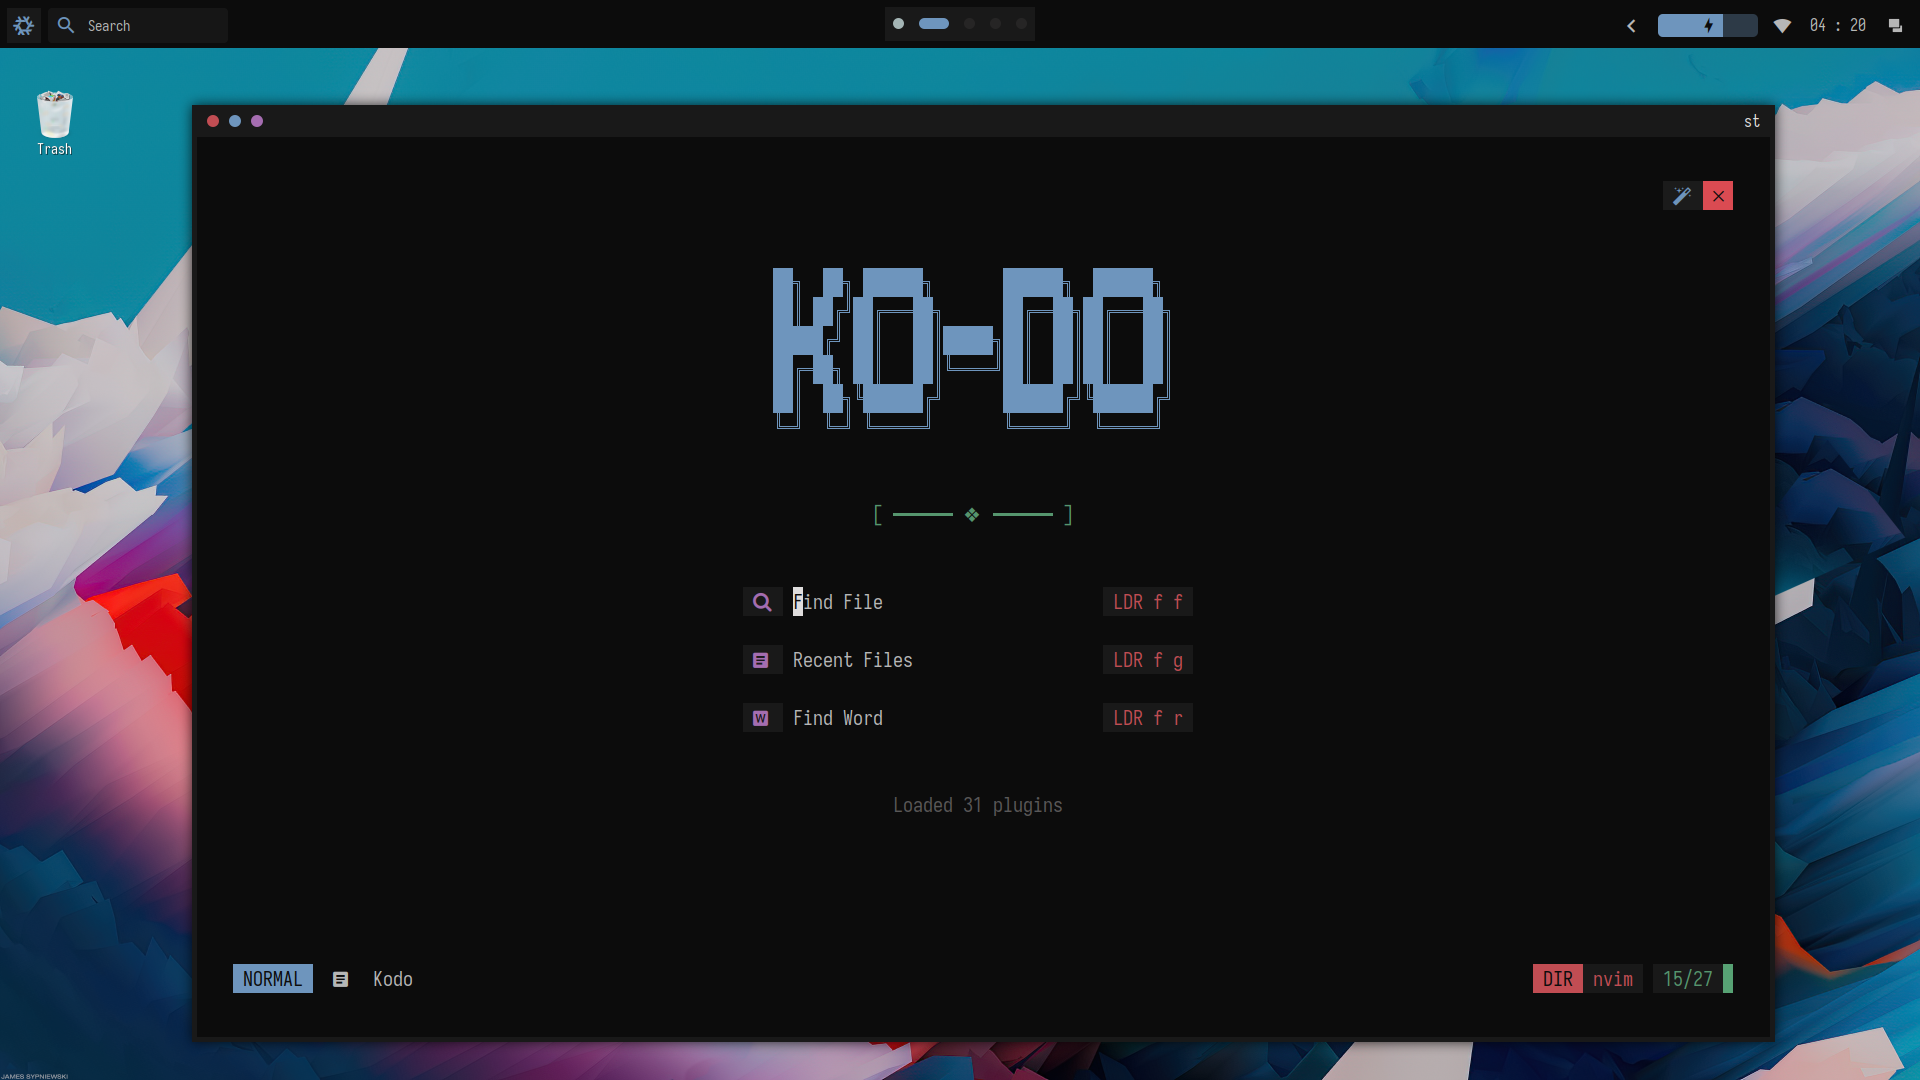 Search
04 : 20
Trash
st
KO-DO
[ ━━━━━━ ❖ ━━━━━━ ]
Find File LDR f f
Recent Files LDR f g
Find Word LDR f r
Loaded 31 plugins
NORMAL Kodo DIR nvim 15/27
JAMES SYPNIEWSKI